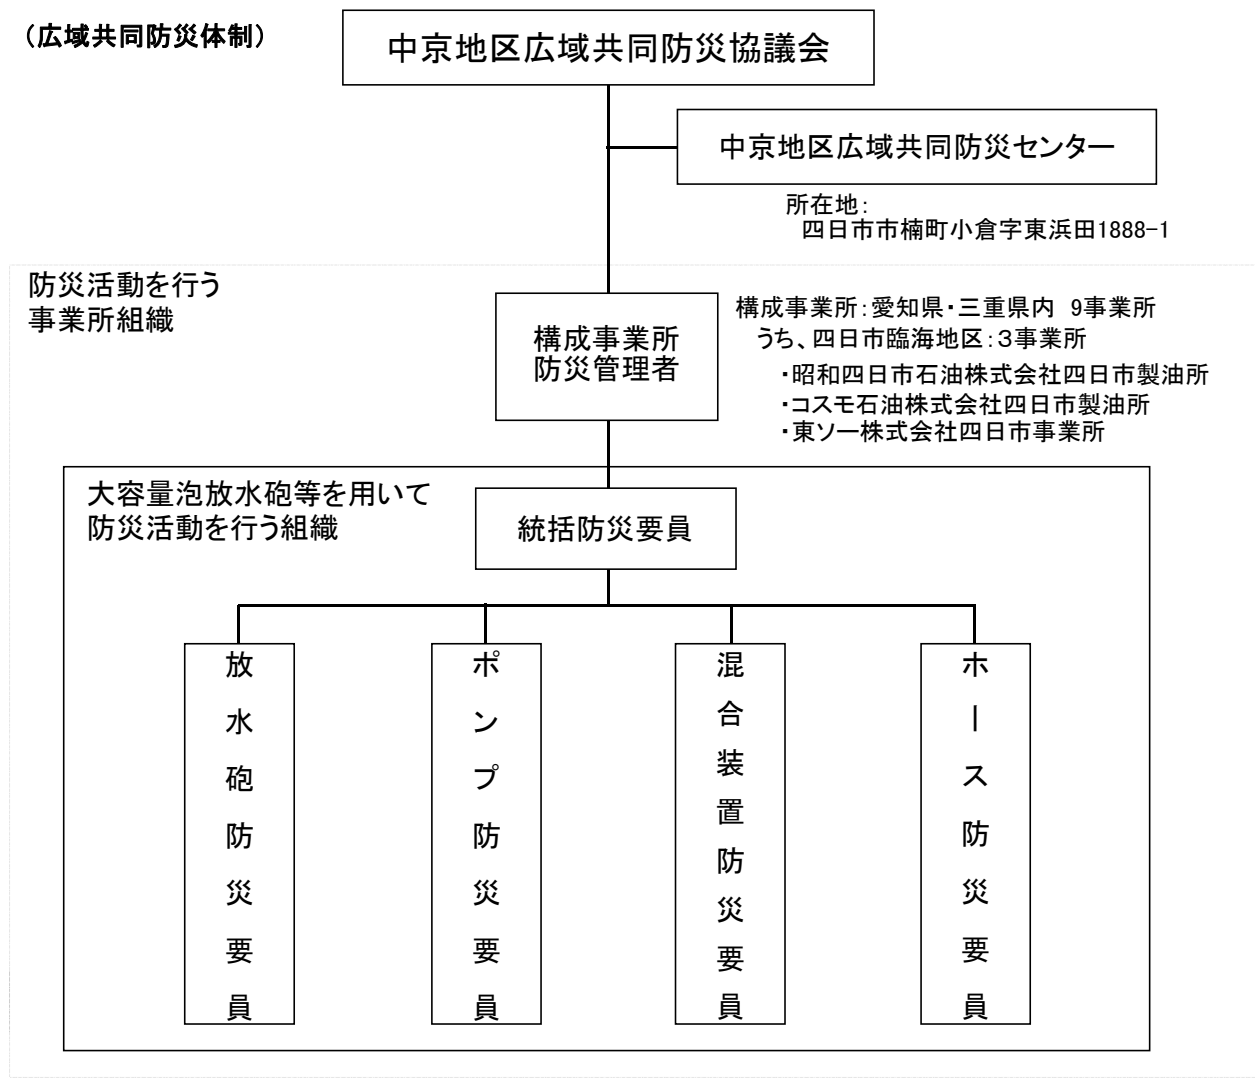 （広域共同防災体制）
中京地区広域共同防災協議会
中京地区広域共同防災センター
所在地：
四日市市楠町小倉字東浜田1888-1
防災活動を行う
事業所組織
構成事業所
防災管理者
構成事業所：愛知県・三重県内 9事業所
うち、四日市臨海地区：３事業所
・昭和四日市石油株式会社四日市製油所
・コスモ石油株式会社四日市製油所
・東ソー株式会社四日市事業所
大容量泡放水砲等を用いて
防災活動を行う組織
統括防災要員
放水砲防災要員
ポンプ防災要員
混合装置防災要員
ホース防災要員